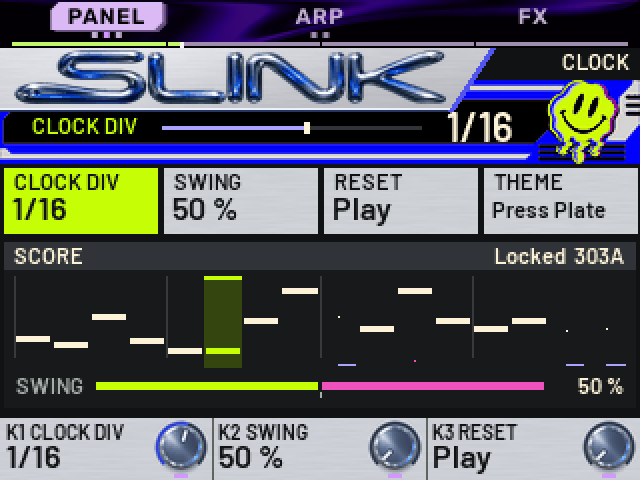 PANEL ARP FX
SLINK
CLOCK
CLOCK DIV 1/16
CLOCK DIV SWING RESET THEME
1/16 50 % Play Press Plate
SCORE Locked 303A
SWING 50 %
K1 CLOCK DIV K2 SWING K3 RESET
1/16 50 % Play